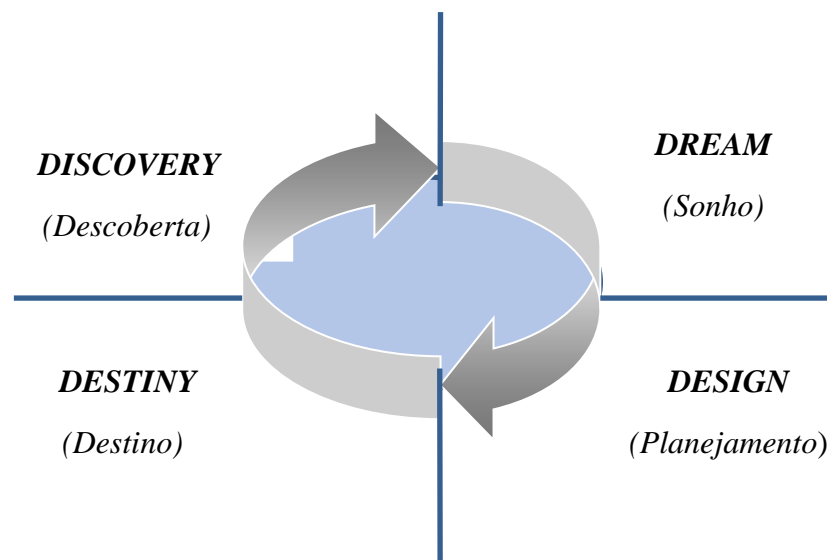 DISCOVERY
(Descoberta)
DREAM
(Sonho)
DESTINY
(Destino)
DESIGN
(Planejamento)